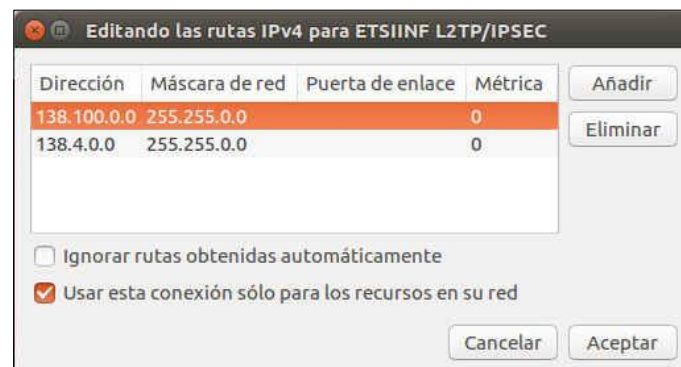 Editando las rutas IPv4 para ETSIINF L2TP/IPSEC
Dirección Máscara de red Puerta de enlace Métrica
138.100.0.0 255.255.0.0 0
138.4.0.0 255.255.0.0 0
Añadir
Eliminar
Ignorar rutas obtenidas automáticamente
Usar esta conexión sólo para los recursos en su red
Cancelar Aceptar